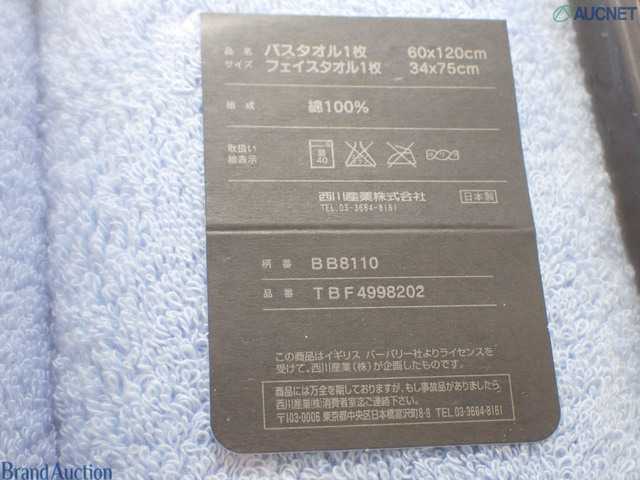 AUCNET
品名 バスタオル1枚 60x120cm
サイズ フェイスタオル1枚 34x75cm
組成 綿100%
取扱い
絵表示 40
西川産業株式会社 日本製
TEL.03-3664-8161
柄番 BB8110
品番 TBF4998202
この商品はイギリス バーバリー社よりライセンスを
受けて、西川産業(株)が企画したものです。
商品には万全を期しておりますが、もし事故品がありましたら
西川産業(株)消費者室迄ご連絡下さい。
〒103-0006 東京都中央区日本橋富沢町8-8 TEL.03-3664-8161
Brand Auction